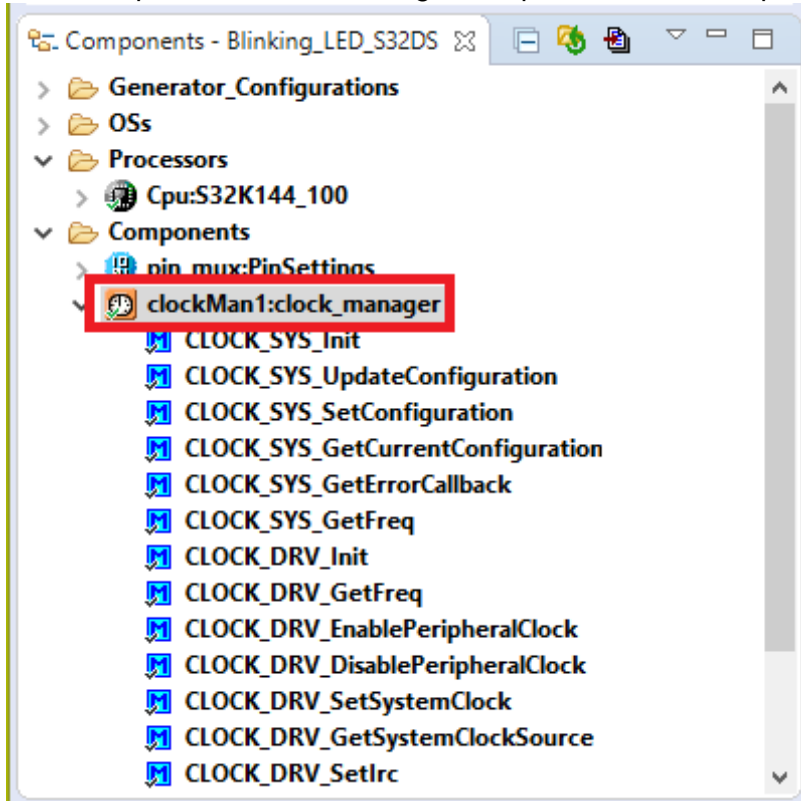 Components - Blinking_LED_S32DS
Generator_Configurations
OSs
Processors
Cpu:S32K144_100
Components
pin_mux:PinSettings
clockMan1:clock_manager
CLOCK_SYS_Init
CLOCK_SYS_UpdateConfiguration
CLOCK_SYS_SetConfiguration
CLOCK_SYS_GetCurrentConfiguration
CLOCK_SYS_GetErrorCallback
CLOCK_SYS_GetFreq
CLOCK_DRV_Init
CLOCK_DRV_GetFreq
CLOCK_DRV_EnablePeripheralClock
CLOCK_DRV_DisablePeripheralClock
CLOCK_DRV_SetSystemClock
CLOCK_DRV_GetSystemClockSource
CLOCK_DRV_SetIrc